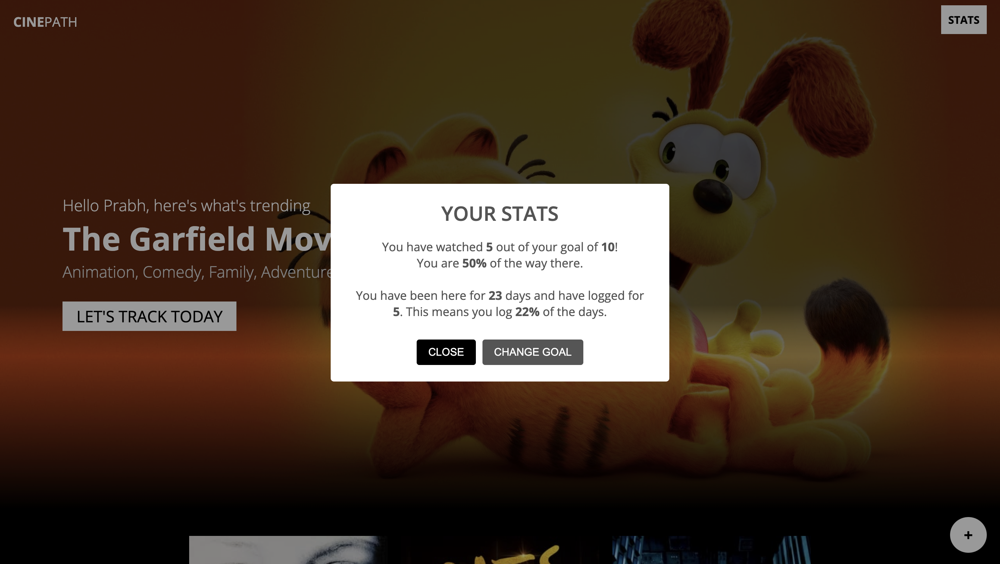 CINEPATH
STATS
Hello Prabh, here's what's trending
The Garfield Mov
Animation, Comedy, Family, Adventure
LET'S TRACK TODAY
YOUR STATS
You have watched 5 out of your goal of 10!
You are 50% of the way there.
You have been here for 23 days and have logged for
5. This means you log 22% of the days.
CLOSE
CHANGE GOAL
+